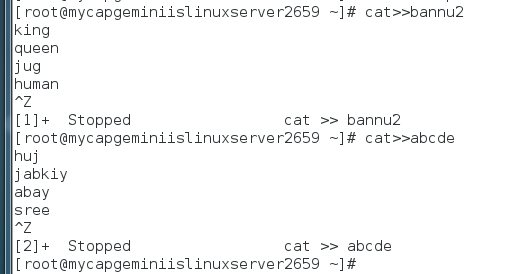 [root@mycapgeminiislinuxserver2659 ~]# cat>>bannu2
king
queen
jug
human
^Z
[1]+  Stopped                 cat >> bannu2
[root@mycapgeminiislinuxserver2659 ~]# cat>>abcde
huj
jabkiy
abay
sree
^Z
[2]+  Stopped                 cat >> abcde
[root@mycapgeminiislinuxserver2659 ~]#